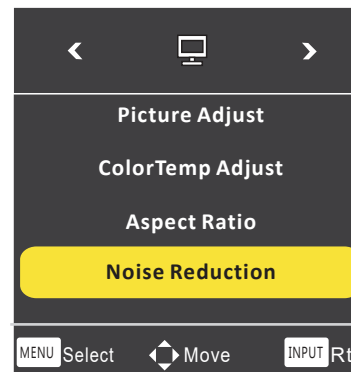 Picture Adjust
ColorTemp Adjust
Aspect Ratio
Noise Reduction
MENU Select Move INPUT Rt